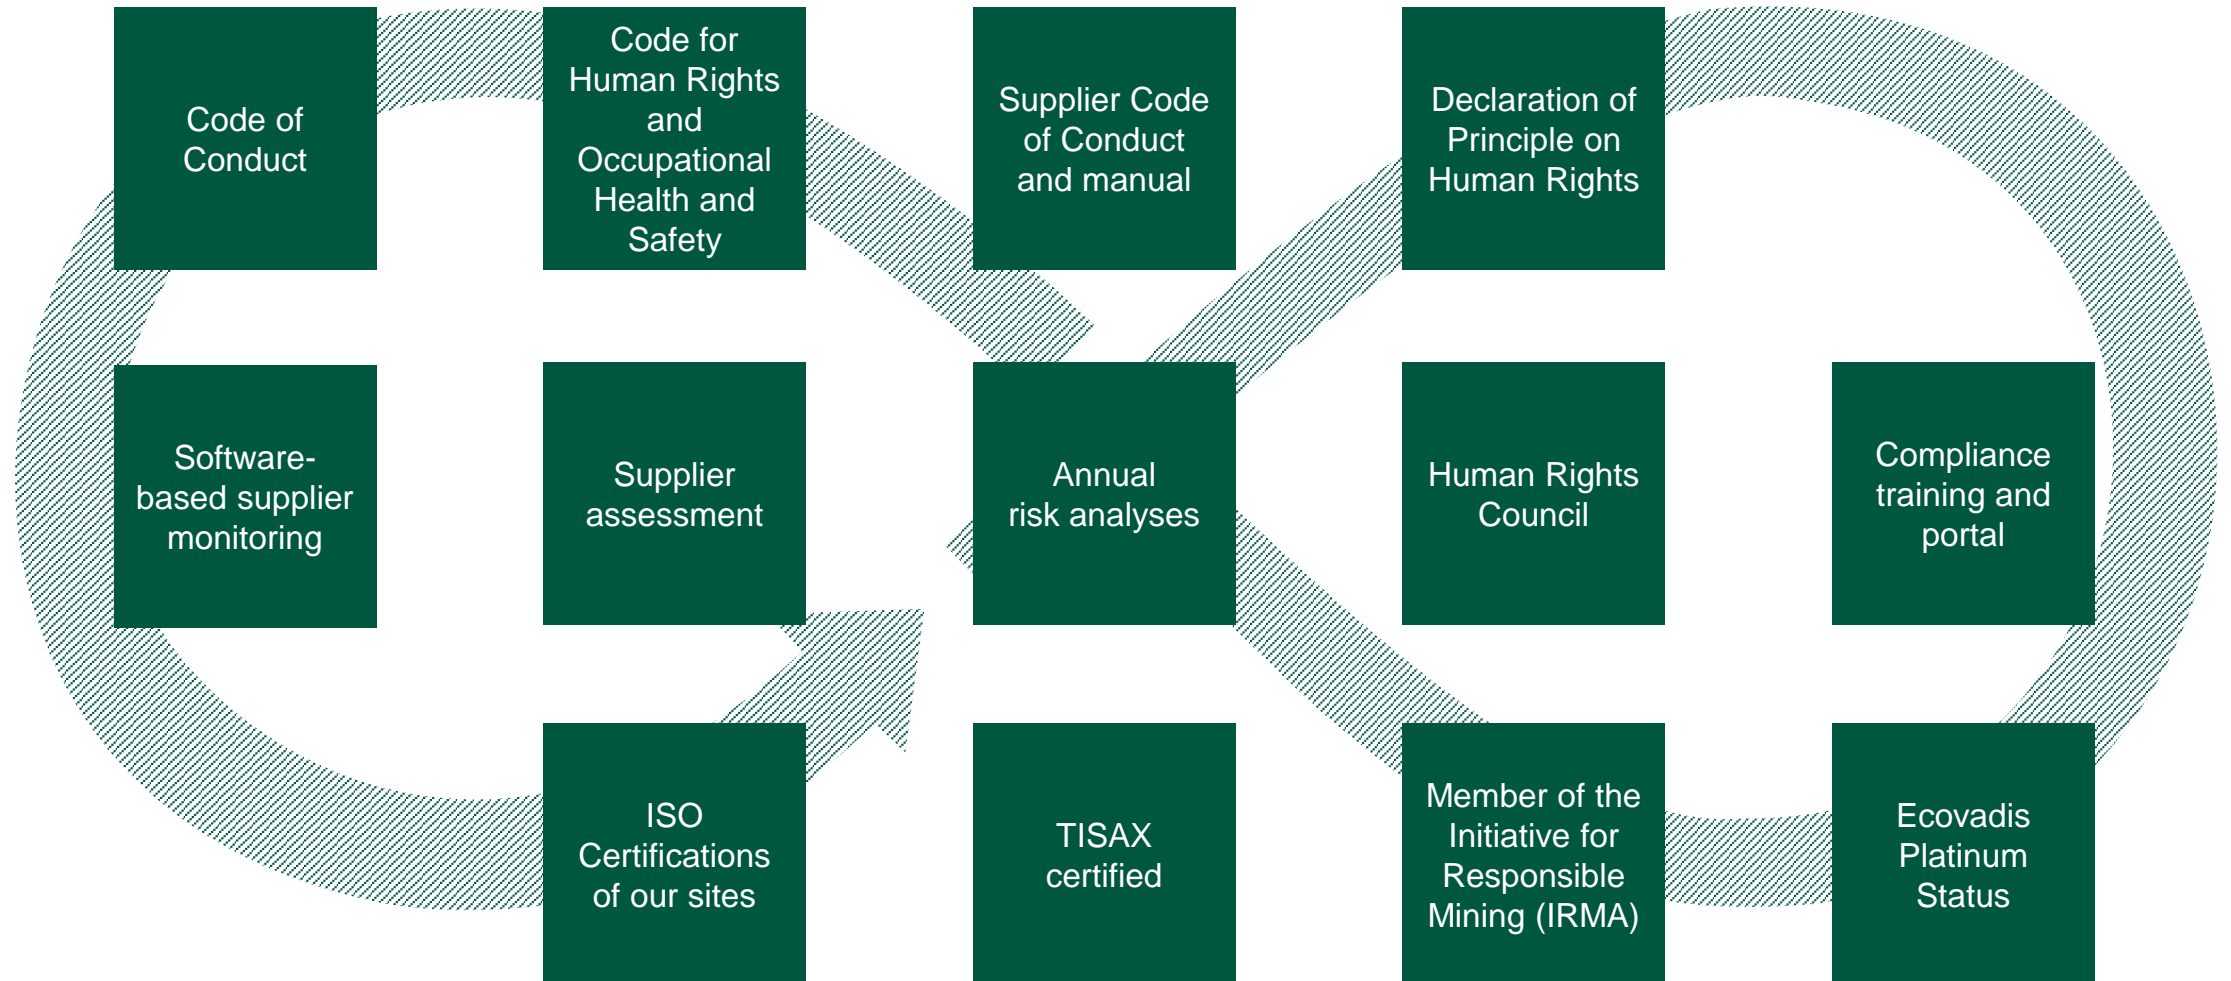 Code of
Conduct
Code for
Human Rights
and
Occupational
Health and
Safety
Supplier Code
of Conduct
and manual
Declaration of
Principle on
Human Rights
Software-
based supplier
monitoring
Supplier
assessment
Annual
risk analyses
Human Rights
Council
Compliance
training and
portal
ISO
Certifications
of our sites
TISAX
certified
Member of the
Initiative for
Responsible
Mining (IRMA)
Ecovadis
Platinum
Status